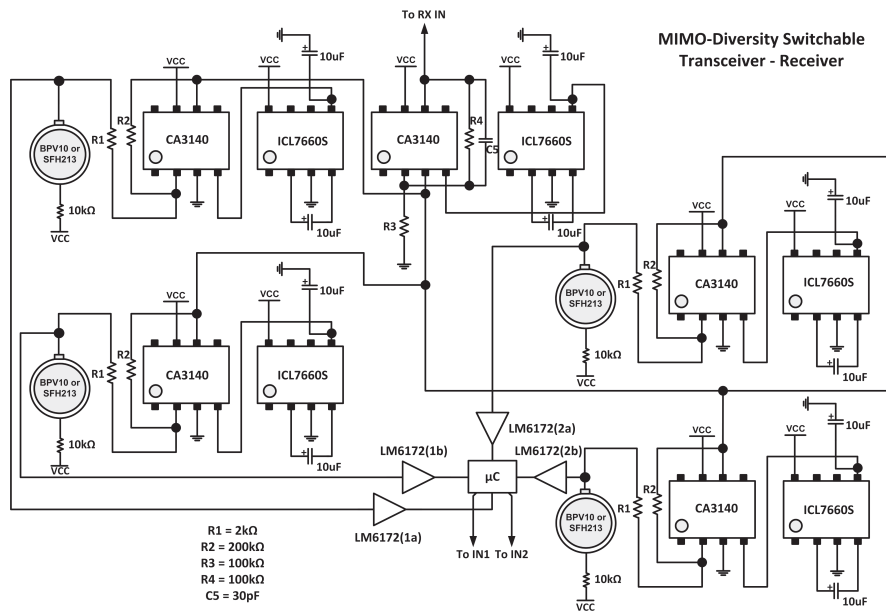 To RX IN
MIMO-Diversity Switchable
Transceiver - Receiver
VCC
VCC
10uF
VCC
VCC
10uF
R1
R2
CA3140
ICL7660S
CA3140
R4
C5
ICL7660S
BPV10 or
SFH213
10kΩ
VCC
10uF
R3
10uF
VCC
VCC
10uF
R1
R2
CA3140
ICL7660S
BPV10 or
SFH213
10kΩ
VCC
10uF
VCC
VCC
10uF
R1
R2
CA3140
ICL7660S
BPV10 or
SFH213
10kΩ
VCC
10uF
LM6172(1b)
LM6172(2a)
LM6172(2b)
µC
LM6172(1a)
To IN1
To IN2
VCC
VCC
10uF
R1
R2
CA3140
ICL7660S
BPV10 or
SFH213
10kΩ
VCC
10uF
R1 = 2kΩ
R2 = 200kΩ
R3 = 100kΩ
R4 = 100kΩ
C5 = 30pF